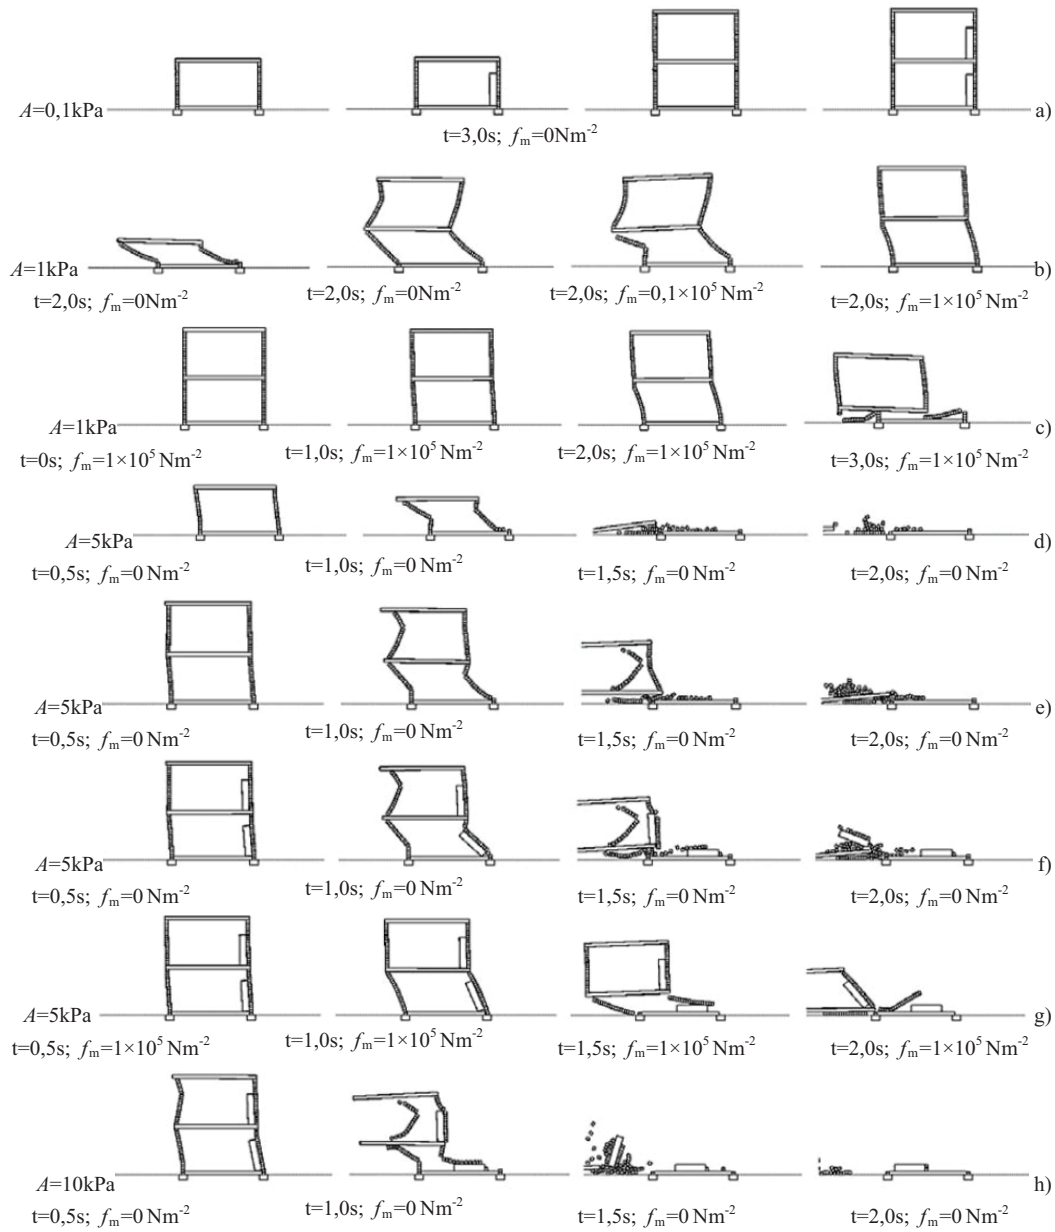 A=0,1kPa a)
t=3,0s; fm=0Nm-2
A=1kPa b)
t=2,0s; fm=0Nm-2 t=2,0s; fm=0Nm-2 t=2,0s; fm=0,1×10⁵ Nm-2 t=2,0s; fm=1×10⁵ Nm-2
A=1kPa c)
t=0s; fm=1×10⁵ Nm-2 t=1,0s; fm=1×10⁵ Nm-2 t=2,0s; fm=1×10⁵ Nm-2 t=3,0s; fm=1×10⁵ Nm-2
A=5kPa d)
t=0,5s; fm=0 Nm-2 t=1,0s; fm=0 Nm-2 t=1,5s; fm=0 Nm-2 t=2,0s; fm=0 Nm-2
A=5kPa e)
t=0,5s; fm=0 Nm-2 t=1,0s; fm=0 Nm-2 t=1,5s; fm=0 Nm-2 t=2,0s; fm=0 Nm-2
A=5kPa f)
t=0,5s; fm=0 Nm-2 t=1,0s; fm=0 Nm-2 t=1,5s; fm=0 Nm-2 t=2,0s; fm=0 Nm-2
A=5kPa g)
t=0,5s; fm=1×10⁵ Nm-2 t=1,0s; fm=1×10⁵ Nm-2 t=1,5s; fm=1×10⁵ Nm-2 t=2,0s; fm=1×10⁵ Nm-2
A=10kPa h)
t=0,5s; fm=0 Nm-2 t=1,0s; fm=0 Nm-2 t=1,5s; fm=0 Nm-2 t=2,0s; fm=0 Nm-2